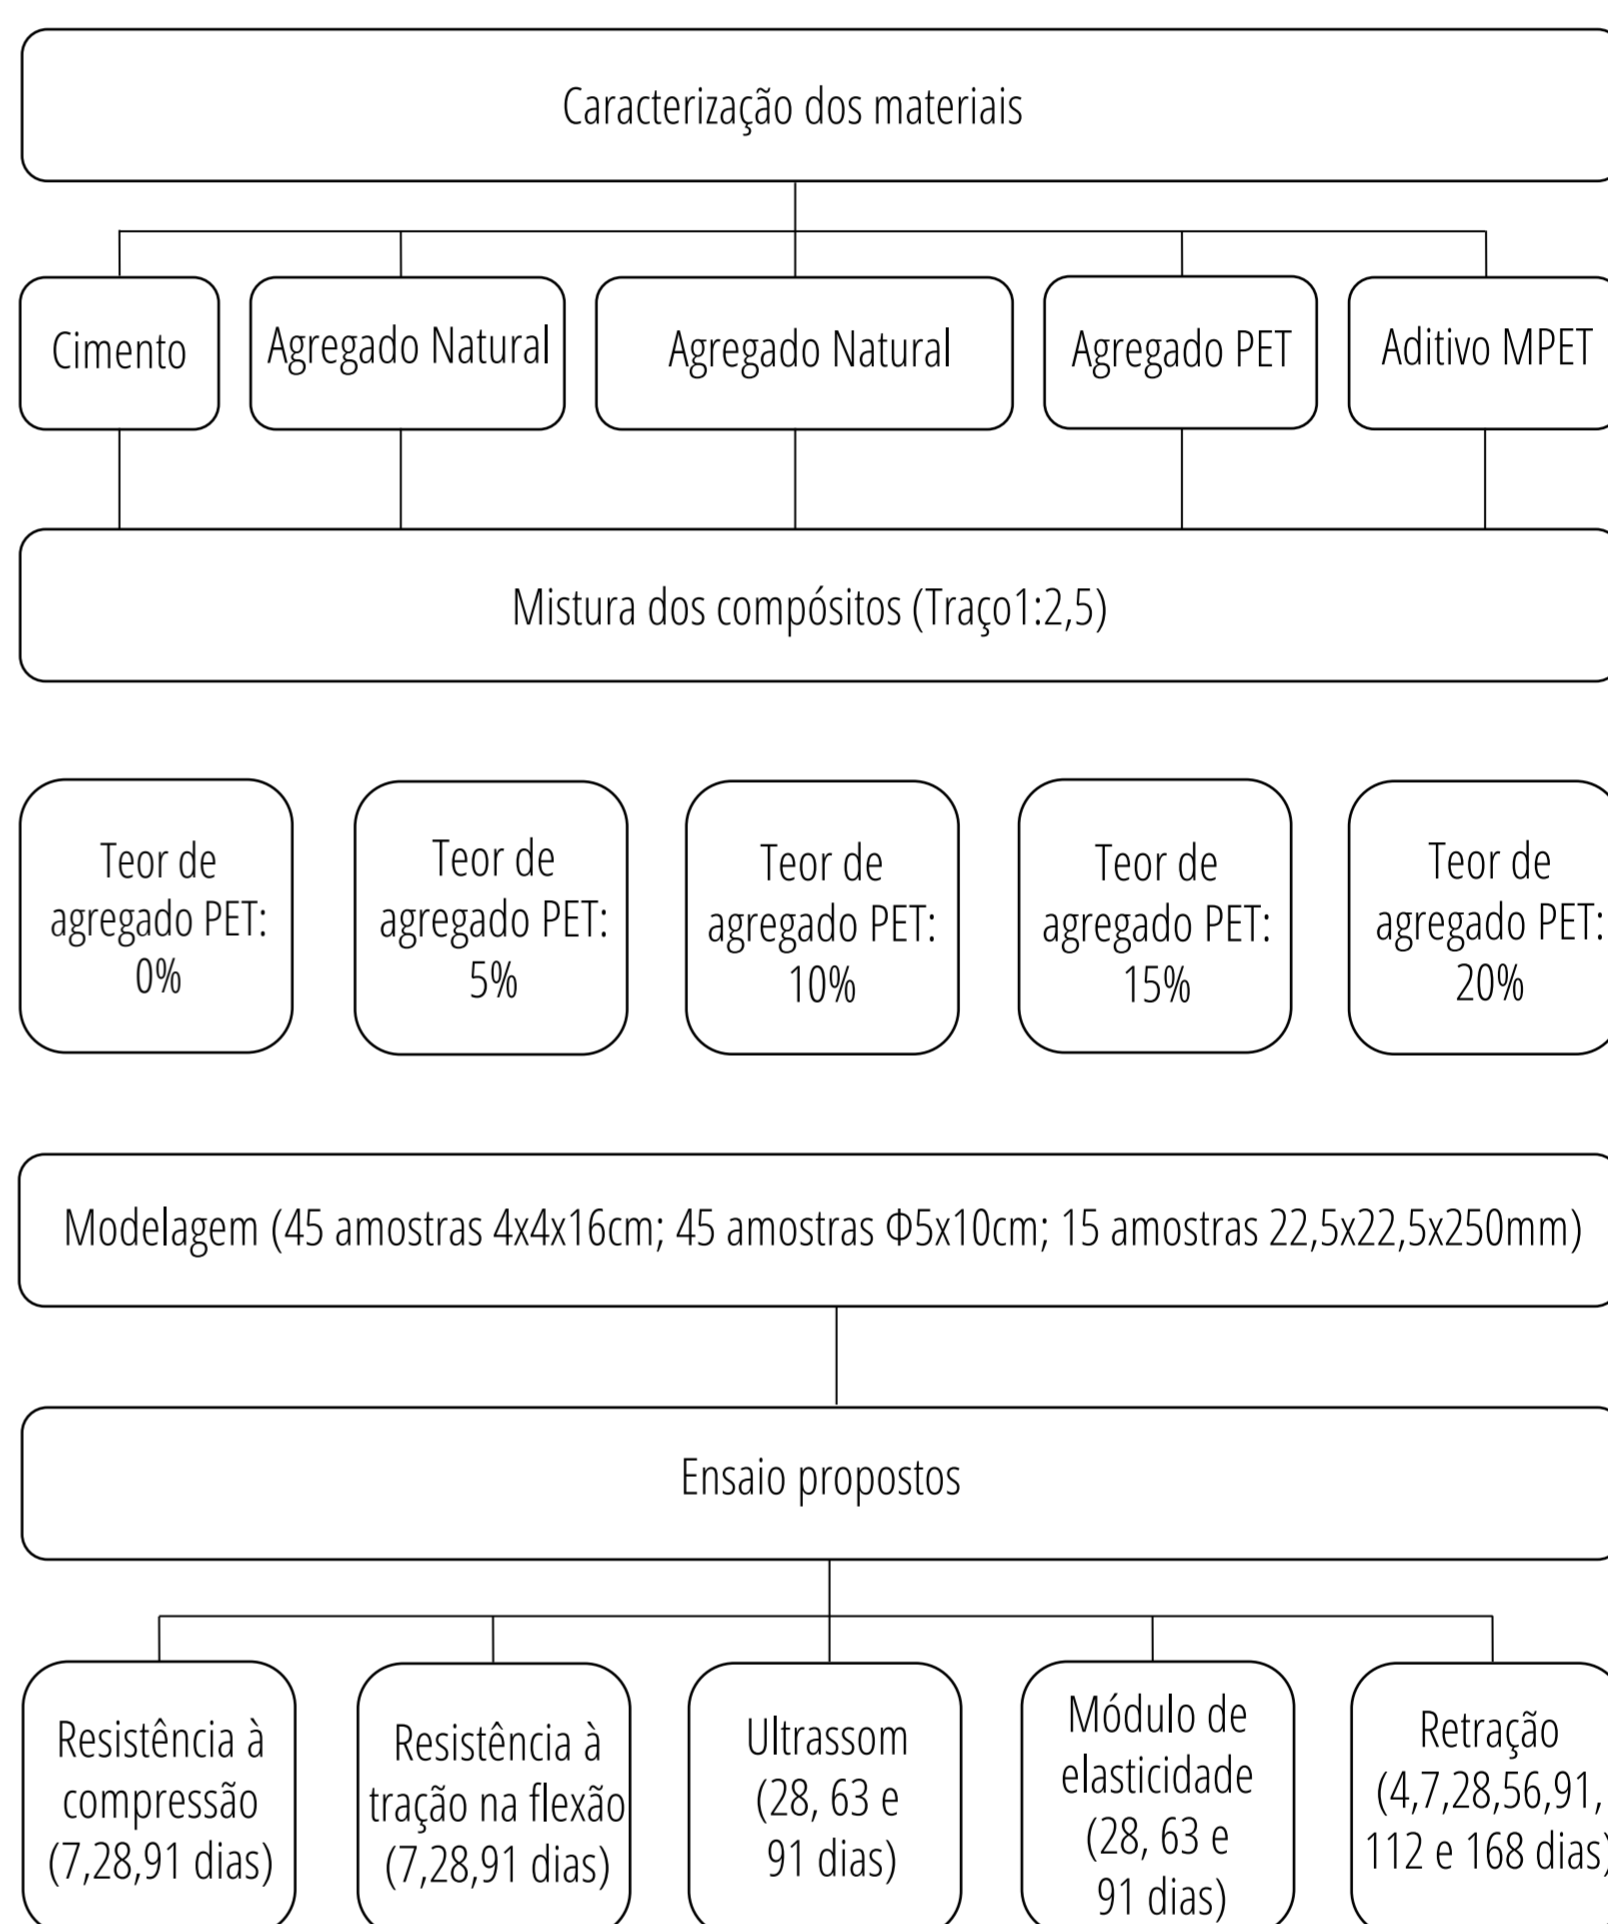 Caracterização dos materiais
Cimento
Agregado Natural
Agregado Natural
Agregado PET
Aditivo MPET
Mistura dos compósitos (Traço1:2,5)
Teor de
agregado PET:
0%
Teor de
agregado PET:
5%
Teor de
agregado PET:
10%
Teor de
agregado PET:
15%
Teor de
agregado PET:
20%
Modelagem (45 amostras 4x4x16cm; 45 amostras Φ5x10cm; 15 amostras 22,5x22,5x250mm)
Ensaio propostos
Resistência à
compressão
(7,28,91 dias)
Resistência à
tração na flexão
(7,28,91 dias)
Ultrassom
(28, 63 e
91 dias)
Módulo de
elasticidade
(28, 63 e
91 dias)
Retração
(4,7,28,56,91,
112 e 168 dias)